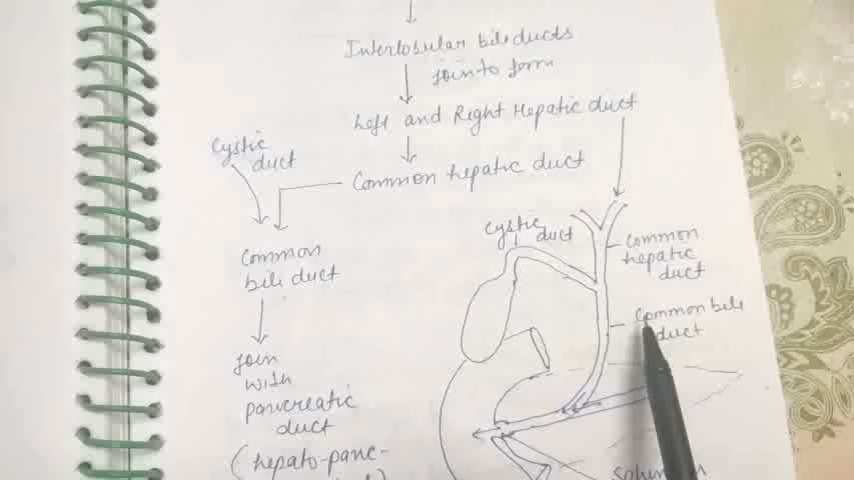 Interlobular bile ducts
Join to form
Left and Right Hepatic duct
Cystic
duct
Common hepatic duct
Common
bile duct
Join
with
pancreatic
duct
(hepato-panc-
Cystic
duct
Common
hepatic
duct
Common bile
duct